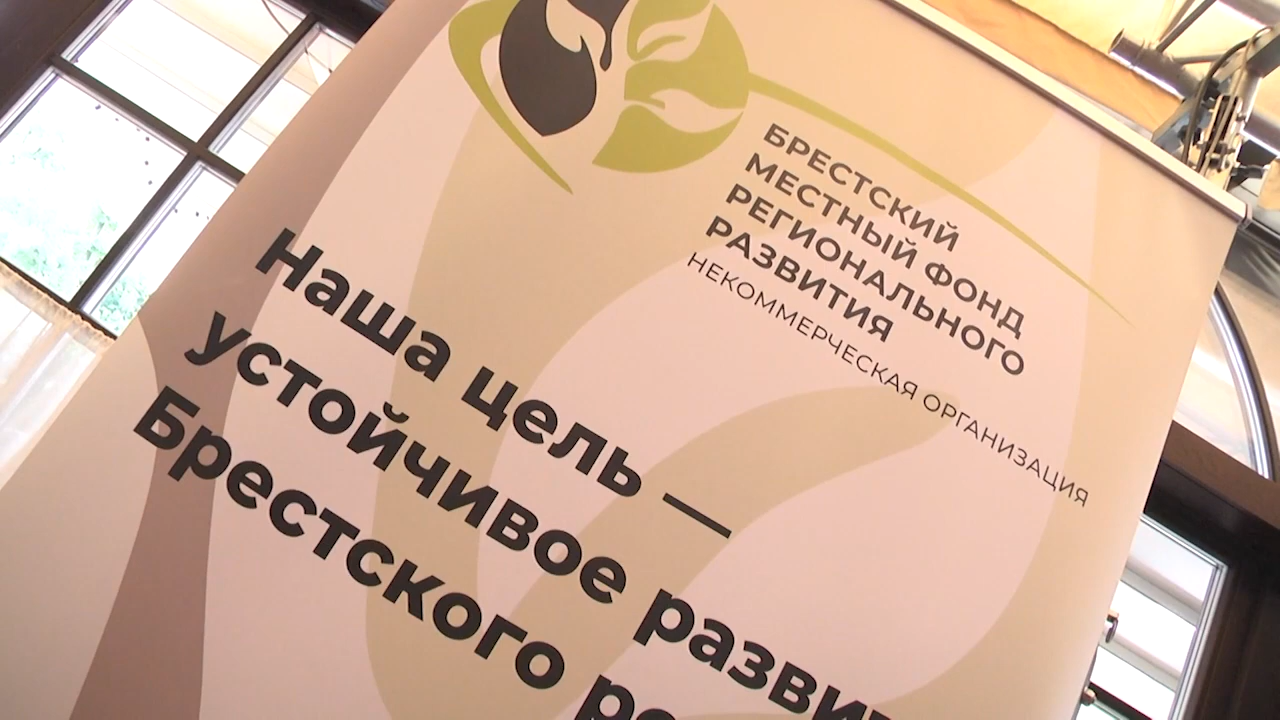 БРЕСТСКИЙ
МЕСТНЫЙ ФОНД
РЕГИОНАЛЬНОГО
РАЗВИТИЯ
НЕКОММЕРЧЕСКАЯ ОРГАНИЗАЦИЯ
Наша цель —
устойчивое
Брестского